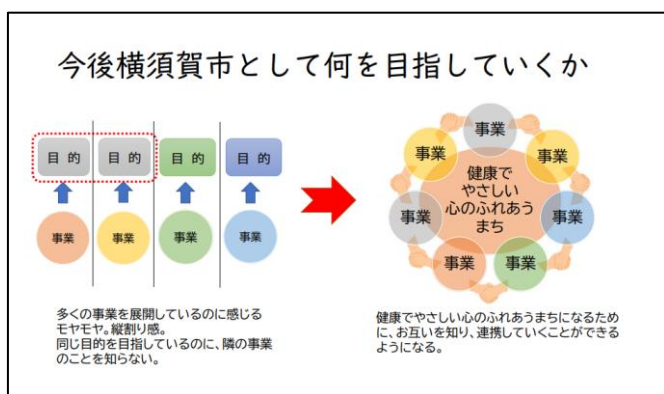 今後横須賀市として何を目指していくか
目 的
目 的
目 的
目 的
事業
事業
事業
事業
多くの事業を展開しているのに感じる
モヤモヤ。縦割り感。
同じ目的を目指しているのに、隣の事業
のことを知らない。
事業
事業
事業
事業
事業
事業
事業
健康で
やさしい
心のふれあう
まち
健康でやさしい心のふれあうまちになるため
に、お互いを知り、連携していくことができる
ようになる。